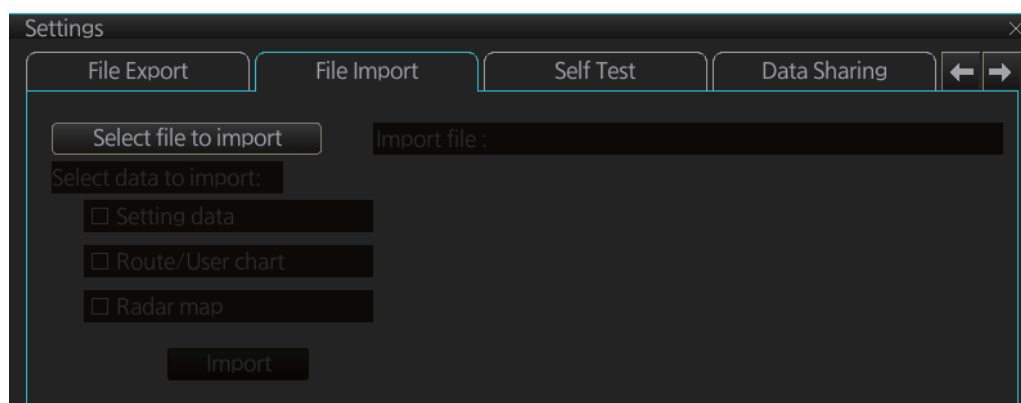 Settings
File Export File Import Self Test Data Sharing
Select file to import Import file :
Select data to import:
Setting data
Route/User chart
Radar map
Import